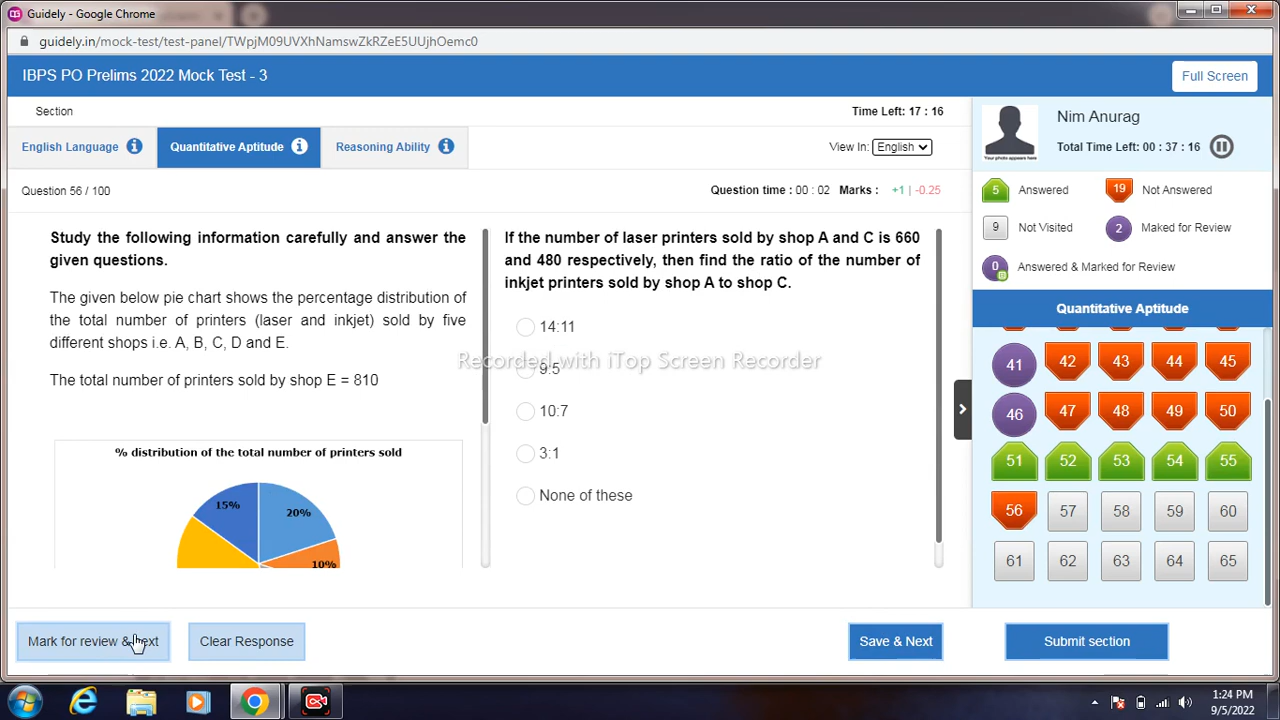 Guidely - Google Chrome
guidely.in/mock-test/test-panel/TWpjM09UVXhNamswZkRZeE5UUjhOemc0
IBPS PO Prelims 2022 Mock Test - 3
Full Screen
Section
Time Left: 17 : 16
English Language
Quantitative Aptitude
Reasoning Ability
View In: English
Question 56 / 100
Question time : 00 : 02 Marks : +1 | -0.25
Study the following information carefully and answer the
given questions.
The given below pie chart shows the percentage distribution of
the total number of printers (laser and inkjet) sold by five
different shops i.e. A, B, C, D and E.
The total number of printers sold by shop E = 810
% distribution of the total number of printers sold
15%
20%
10%
If the number of laser printers sold by shop A and C is 660
and 480 respectively, then find the ratio of the number of
inkjet printers sold by shop A to shop C.
14:11
Recorded with iTop Screen Recorder
9:5
10:7
3:1
None of these
Mark for review & next
Clear Response
Save & Next
Submit section
Nim Anurag
Your photo appears here
Total Time Left: 00 : 37 : 16
5 Answered
19 Not Answered
9 Not Visited
2 Maked for Review
0 Answered & Marked for Review
Quantitative Aptitude
41 42 43 44 45
46 47 48 49 50
51 52 53 54 55
56 57 58 59 60
61 62 63 64 65
1:24 PM
9/5/2022